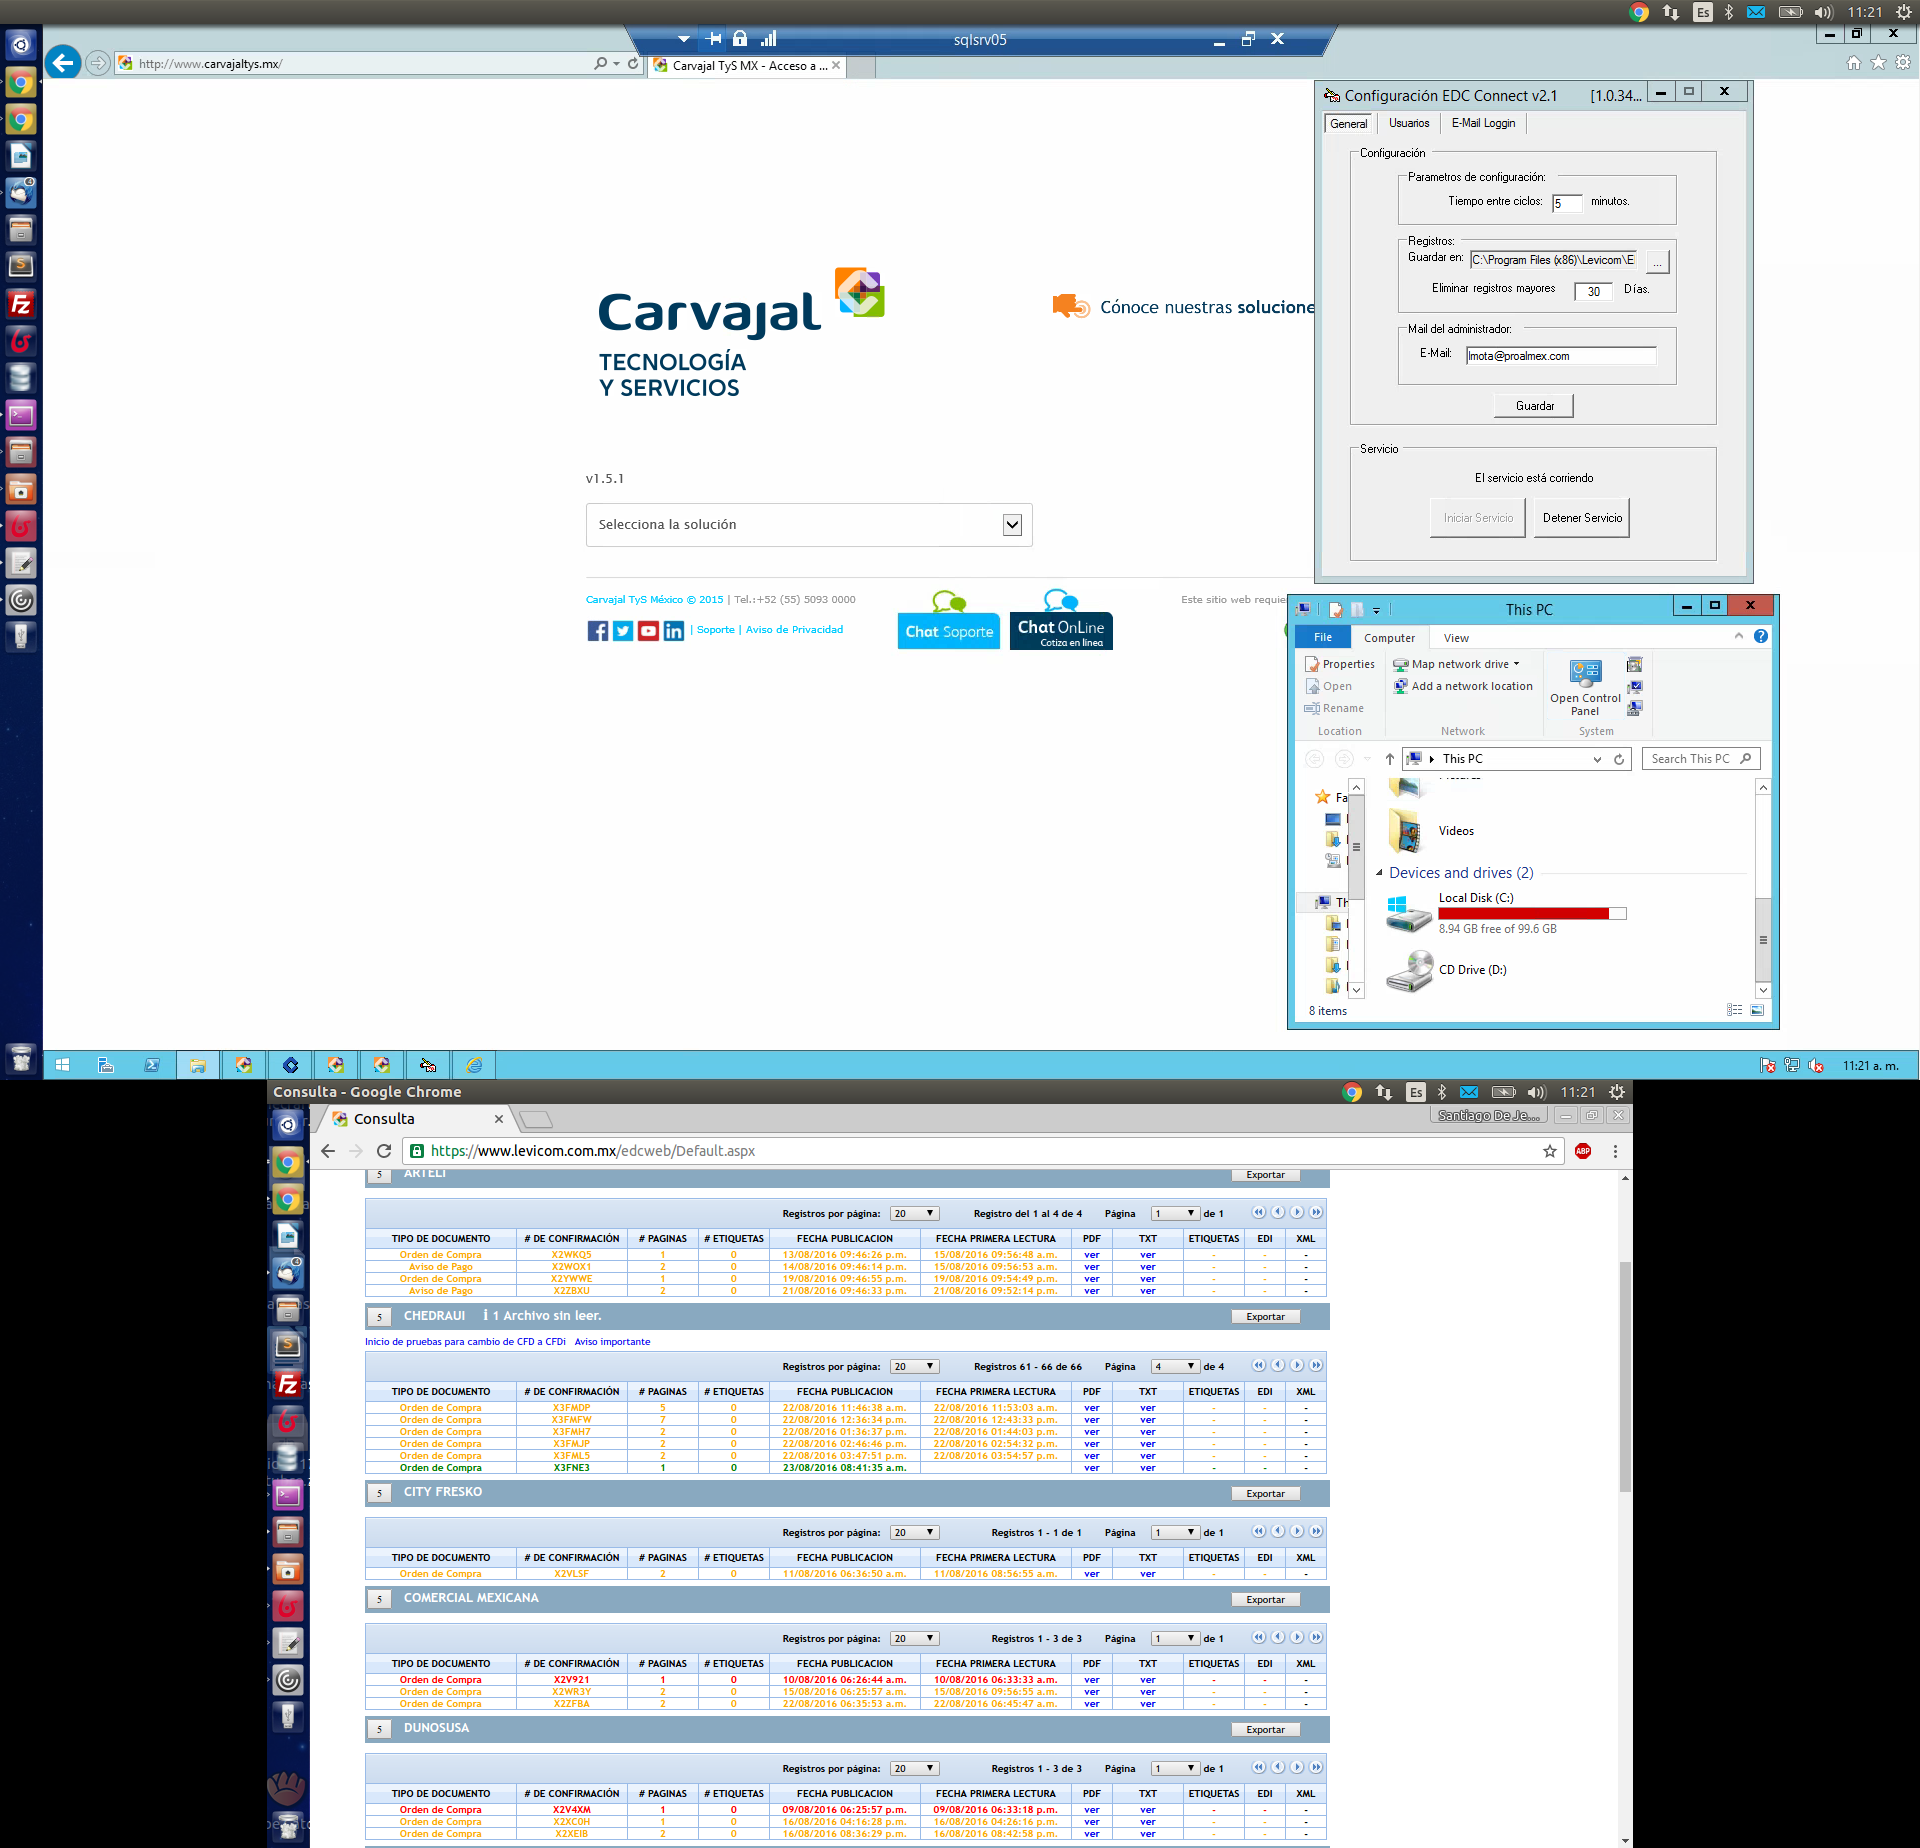 Es 11:21
sqlsrv05
http://www.carvajaltys.mx/
Carvajal TyS MX - Acceso a ...
Carvajal
TECNOLOGÍA
Y SERVICIOS
Cónoce nuestras solucione
v1.5.1
Selecciona la solución
Carvajal TyS México © 2015 | Tel.:+52 (55) 5093 0000
| Soporte | Aviso de Privacidad
Chat Soporte
Chat OnLine
Cotiza en línea
Este sitio web requie
Configuración EDC Connect v2.1 [1.0.34...
General Usuarios E-Mail Loggin
Configuración
Parametros de configuración:
Tiempo entre ciclos: 5 minutos.
Registros:
Guardar en: C:\Program Files (x86)\Levicom\E ...
Eliminar registros mayores 30 Días.
Mail del administrador:
E-Mail: lmota@proalmex.com
Guardar
Servicio
El servicio está corriendo
Iniciar Servicio Detener Servicio
This PC
File Computer View
Properties Map network drive
Open Add a network location
Rename
Open Control
Panel
Location Network System
This PC Search This PC
Fa
Th
Videos
Devices and drives (2)
Local Disk (C:)
8.94 GB free of 99.6 GB
CD Drive (D:)
8 items
11:21 a. m.
Consulta - Google Chrome Es 11:21
Consulta Santiago De Je...
https://www.levicom.com.mx/edcweb/Default.aspx ABP
5 ARTELI Exportar
Registros por página: 20 Registro del 1 al 4 de 4 Página 1 de 1
TIPO DE DOCUMENTO # DE CONFIRMACIÓN # PAGINAS # ETIQUETAS FECHA PUBLICACION FECHA PRIMERA LECTURA PDF TXT ETIQUETAS EDI XML
Orden de Compra X2WKQ5 1 0 13/08/2016 09:46:26 p.m. 15/08/2016 09:56:48 a.m. ver ver - - -
Aviso de Pago X2WOX1 2 0 14/08/2016 09:46:14 p.m. 15/08/2016 09:56:53 a.m. ver ver - - -
Orden de Compra X2YWWE 1 0 19/08/2016 09:46:55 p.m. 19/08/2016 09:54:49 p.m. ver ver - - -
Aviso de Pago X2ZBXU 2 0 21/08/2016 09:46:33 p.m. 21/08/2016 09:52:14 p.m. ver ver - - -
5 CHEDRAUI i 1 Archivo sin leer. Exportar
Inicio de pruebas para cambio de CFD a CFDi Aviso importante
Registros por página: 20 Registros 61 - 66 de 66 Página 4 de 4
TIPO DE DOCUMENTO # DE CONFIRMACIÓN # PAGINAS # ETIQUETAS FECHA PUBLICACION FECHA PRIMERA LECTURA PDF TXT ETIQUETAS EDI XML
Orden de Compra X3FMDP 5 0 22/08/2016 11:46:38 a.m. 22/08/2016 11:53:03 a.m. ver ver - - -
Orden de Compra X3FMFW 7 0 22/08/2016 12:36:34 p.m. 22/08/2016 12:43:33 p.m. ver ver - - -
Orden de Compra X3FMH7 2 0 22/08/2016 01:36:37 p.m. 22/08/2016 01:44:03 p.m. ver ver - - -
Orden de Compra X3FMJP 2 0 22/08/2016 02:46:46 p.m. 22/08/2016 02:54:32 p.m. ver ver - - -
Orden de Compra X3FML5 2 0 22/08/2016 03:47:51 p.m. 22/08/2016 03:54:57 p.m. ver ver - - -
Orden de Compra X3FNE3 1 0 23/08/2016 08:41:35 a.m. ver ver - - -
5 CITY FRESKO Exportar
Registros por página: 20 Registros 1 - 1 de 1 Página 1 de 1
TIPO DE DOCUMENTO # DE CONFIRMACIÓN # PAGINAS # ETIQUETAS FECHA PUBLICACION FECHA PRIMERA LECTURA PDF TXT ETIQUETAS EDI XML
Orden de Compra X2VLSF 2 0 11/08/2016 06:36:50 a.m. 11/08/2016 08:56:55 a.m. ver ver - - -
5 COMERCIAL MEXICANA Exportar
Registros por página: 20 Registros 1 - 3 de 3 Página 1 de 1
TIPO DE DOCUMENTO # DE CONFIRMACIÓN # PAGINAS # ETIQUETAS FECHA PUBLICACION FECHA PRIMERA LECTURA PDF TXT ETIQUETAS EDI XML
Orden de Compra X2V921 1 0 10/08/2016 06:26:44 a.m. 10/08/2016 06:33:33 a.m. ver ver - - -
Orden de Compra X2WR3Y 2 0 15/08/2016 06:25:57 a.m. 15/08/2016 09:56:55 a.m. ver ver - - -
Orden de Compra X2ZFBA 2 0 22/08/2016 06:35:53 a.m. 22/08/2016 06:45:47 a.m. ver ver - - -
5 DUNOSUSA Exportar
Registros por página: 20 Registros 1 - 3 de 3 Página 1 de 1
TIPO DE DOCUMENTO # DE CONFIRMACIÓN # PAGINAS # ETIQUETAS FECHA PUBLICACION FECHA PRIMERA LECTURA PDF TXT ETIQUETAS EDI XML
Orden de Compra X2V4XM 1 0 09/08/2016 06:25:57 p.m. 09/08/2016 06:33:18 p.m. ver ver - - -
Orden de Compra X2XC0H 1 0 16/08/2016 04:16:28 p.m. 16/08/2016 04:26:16 p.m. ver ver - - -
Orden de Compra X2XEIB 2 0 16/08/2016 08:36:29 p.m. 16/08/2016 08:42:58 p.m. ver ver - - -